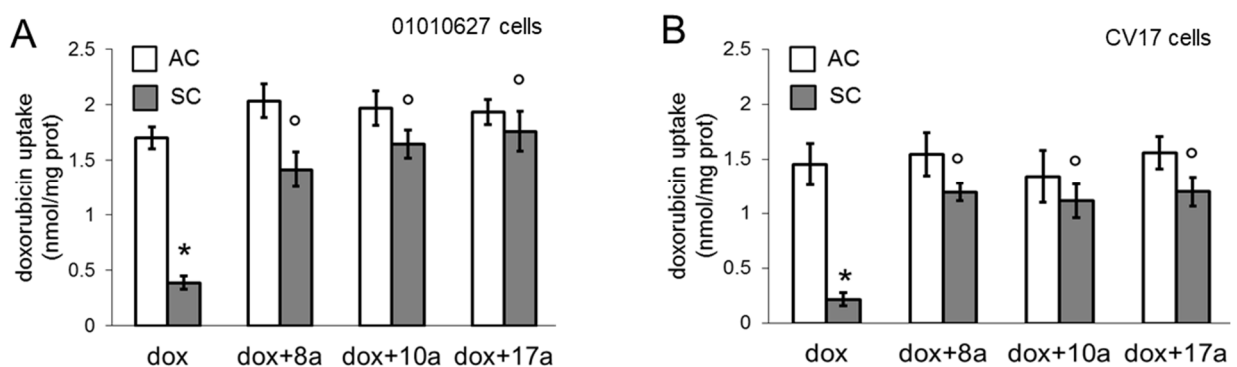 A
01010627 cells
2.5
2
1.5
1
0.5
0
doxorubicin uptake
(nmol/mg prot)
AC
SC
*
°
°
°
dox
dox+8a
dox+10a
dox+17a
B
CV17 cells
2.5
2
1.5
1
0.5
0
doxorubicin uptake
(nmol/mg prot)
AC
SC
*
°
°
°
dox
dox+8a
dox+10a
dox+17a